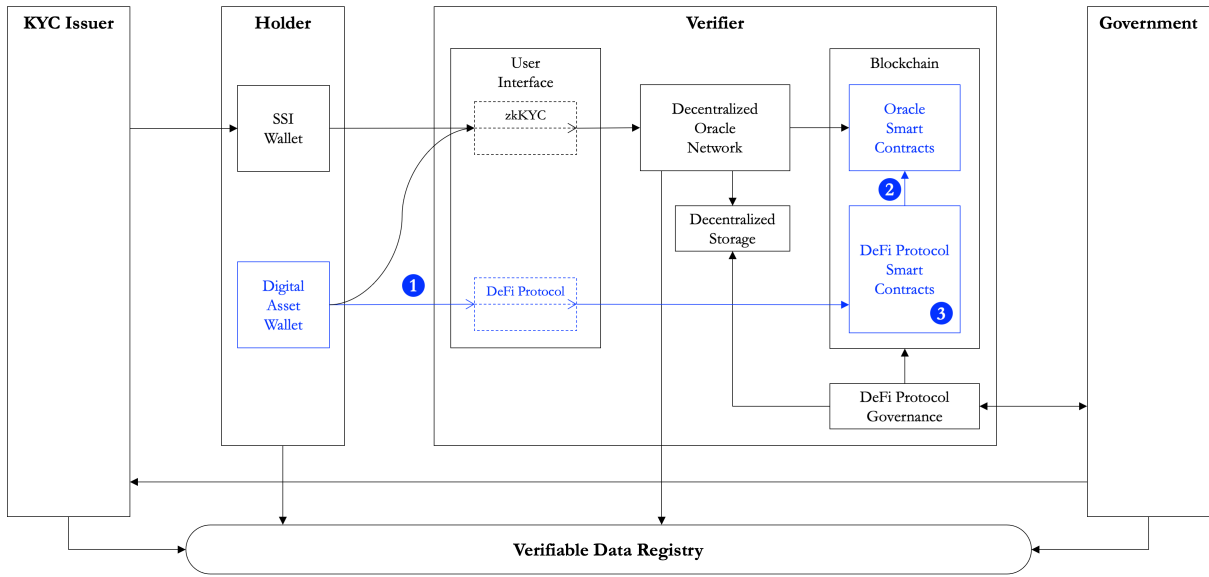 KYC Issuer
Holder
Verifier
Government
User
Interface
Blockchain
SSI
Wallet
zkKYC
Decentralized
Oracle
Network
Oracle
Smart
Contracts
2
Decentralized
Storage
Digital
Asset
Wallet
1
DeFi Protocol
DeFi Protocol
Smart
Contracts
3
DeFi Protocol
Governance
Verifiable Data Registry